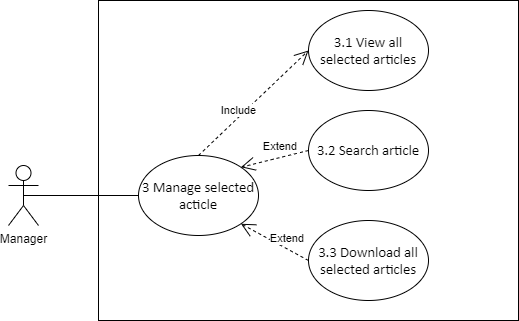 3.1 View all
selected articles
Include
Extend
3.2 Search article
3 Manage selected
acticle
Manager
Extend
3.3 Download all
selected articles